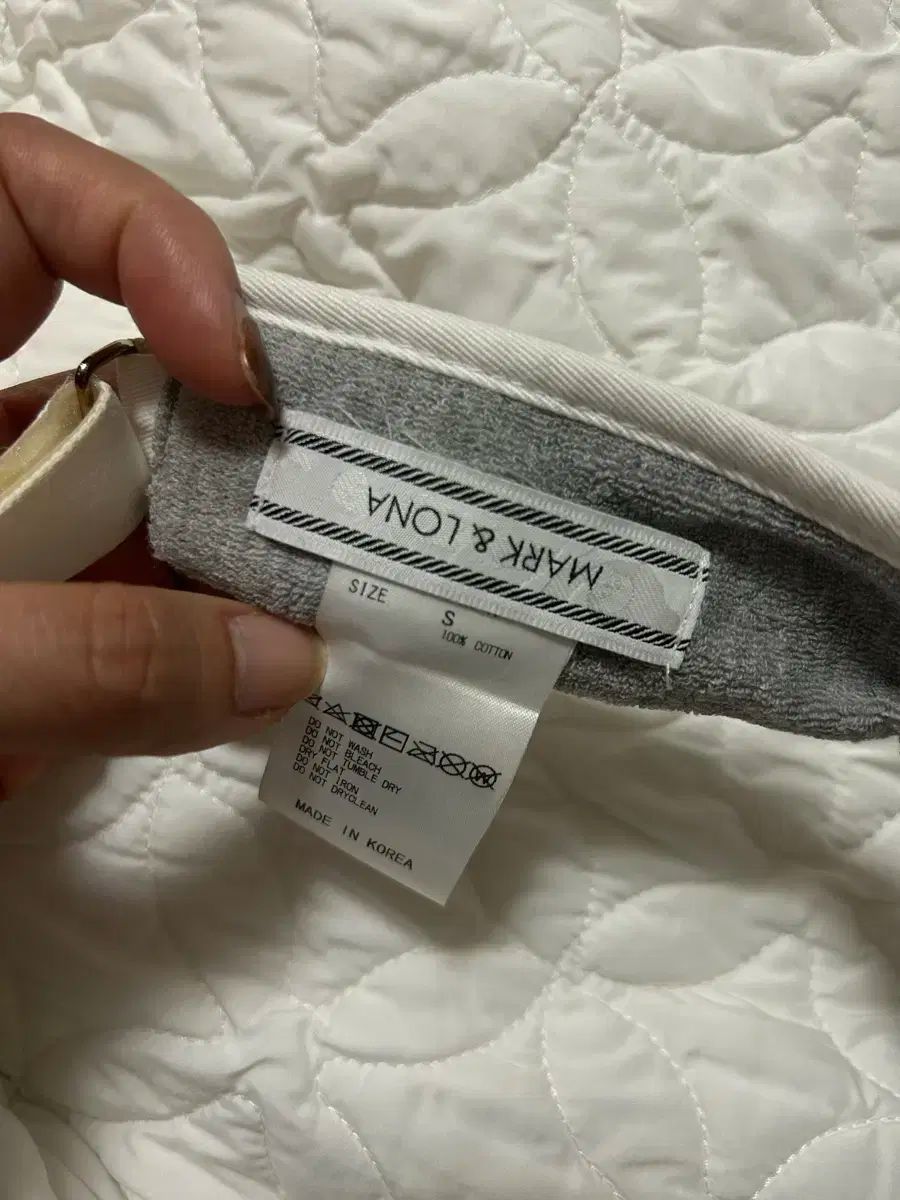 MARK & LONA
SIZE S
100% COTTON
DO NOT WASH
DO NOT BLEACH
DO NOT TUMBLE DRY
DRY FLAT
DO NOT IRON
DO NOT DRYCLEAN
MADE IN KOREA